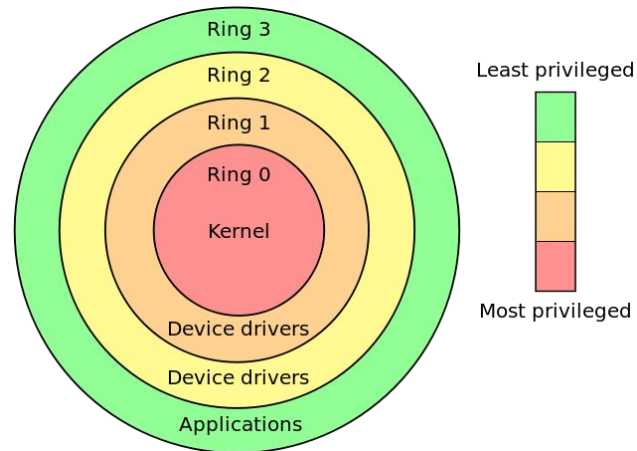 Ring 3
Ring 2
Ring 1
Ring 0
Kernel
Device drivers
Device drivers
Applications
Least privileged
Most privileged